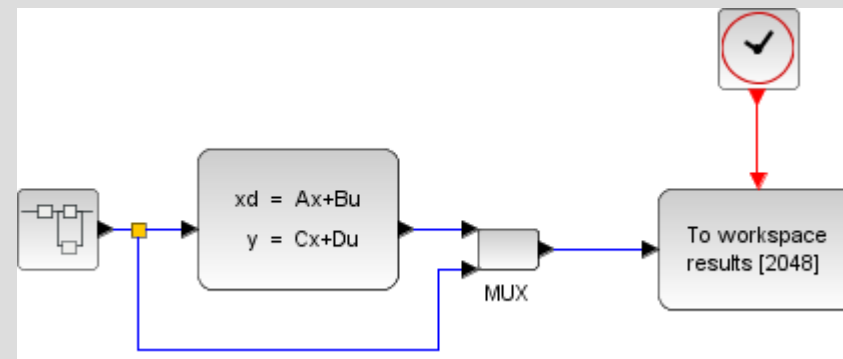 xd = Ax+Bu
y = Cx+Du
MUX
To workspace
results [2048]